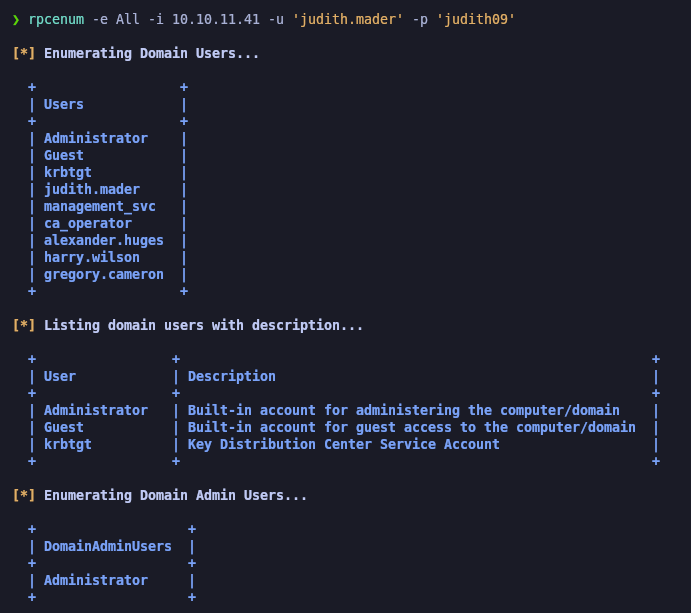 ❯ rpcenum -e All -i 10.10.11.41 -u 'judith.mader' -p 'judith09'
[*] Enumerating Domain Users...
+ +
| Users |
+ +
| Administrator |
| Guest |
| krbtgt |
| judith.mader |
| management_svc |
| ca_operator |
| alexander.huges |
| harry.wilson |
| gregory.cameron |
+ +
[*] Listing domain users with description...
+ + +
| User | Description |
+ + +
| Administrator | Built-in account for administering the computer/domain |
| Guest | Built-in account for guest access to the computer/domain |
| krbtgt | Key Distribution Center Service Account |
+ + +
[*] Enumerating Domain Admin Users...
+ +
| DomainAdminUsers |
+ +
| Administrator |
+ +